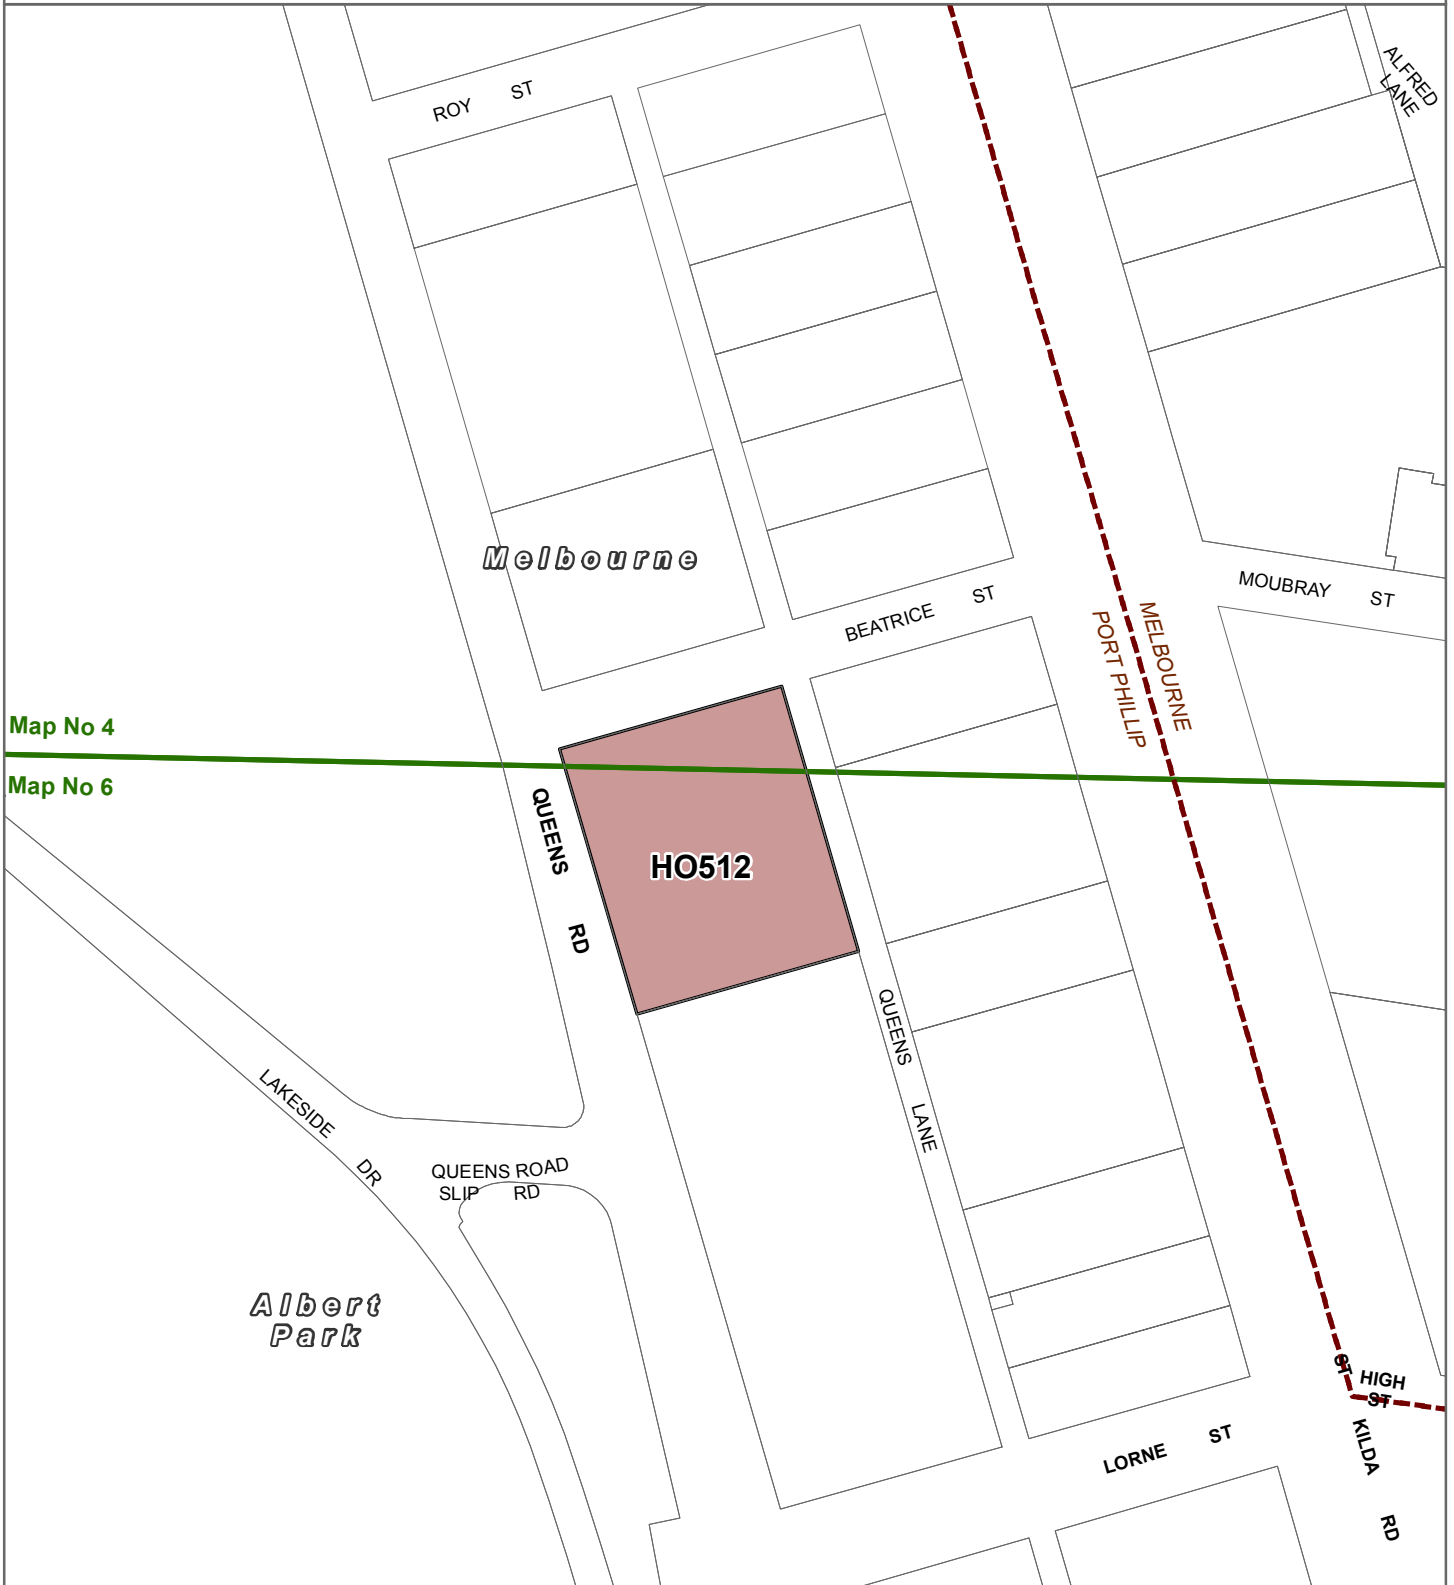 ALFRED
LANE
ROY ST
Melbourne
MOUBRAY ST
BEATRICE ST
MELBOURNE
PORT PHILLIP
Map No 4
Map No 6
QUEENS RD
HO512
QUEENS LANE
LAKESIDE DR
QUEENS ROAD
SLIP RD
Albert
Park
HIGH
ST
ST KILDA RD
LORNE ST